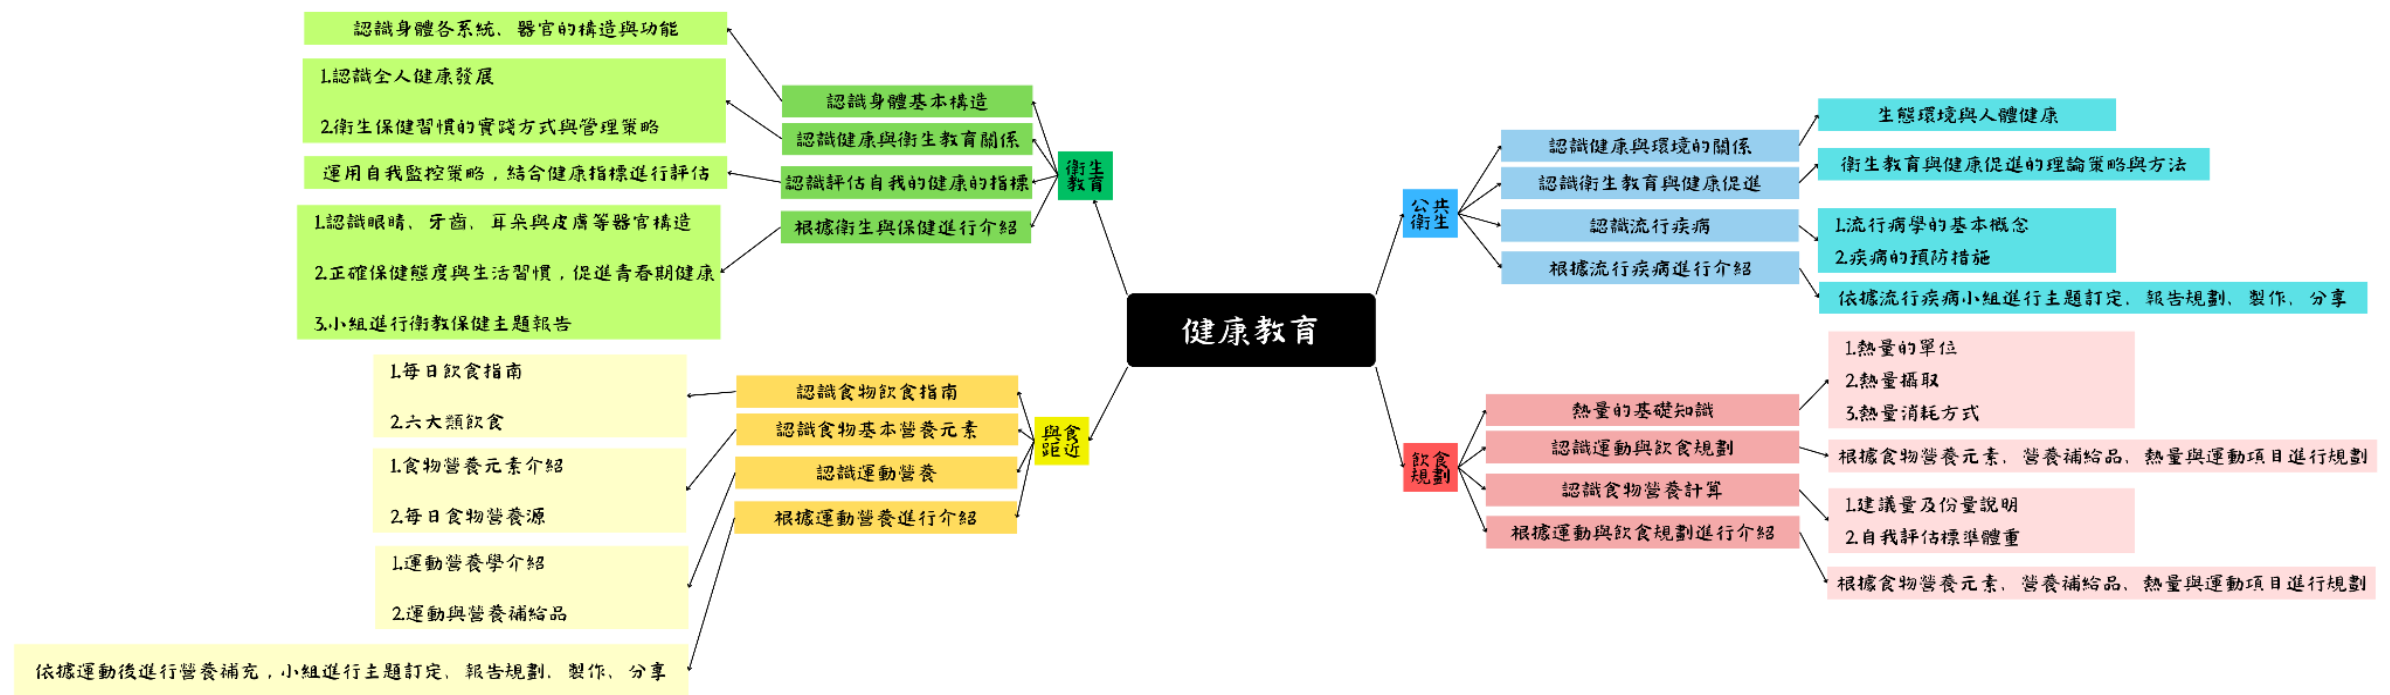 健康教育
衛生
教育
認識身體基本構造
認識身體各系統、器官的構造與功能
認識健康與衛生教育關係
1.認識全人健康發展
2.衛生保健習慣的實踐方式與管理策略
認識評估自我的健康的指標
運用自我監控策略，結合健康指標進行評估
根據衛生與保健進行介紹
1.認識眼睛、牙齒、耳朵與皮膚等器官構造
2.正確保健態度與生活習慣，促進青春期健康
3.小組進行衛教保健主題報告
與食
距近
認識食物飲食指南
1.每日飲食指南
2.六大類飲食
認識食物基本營養元素
1.食物營養元素介紹
2.每日食物營養源
認識運動營養
1.運動營養學介紹
2.運動與營養補給品
根據運動營養進行介紹
依據運動後進行營養補充，小組進行主題訂定、報告規劃、製作、分享
公共
衛生
認識健康與環境的關係
生態環境與人體健康
認識衛生教育與健康促進
衛生教育與健康促進的理論策略與方法
認識流行疾病
1.流行病學的基本概念
2.疾病的預防措施
根據流行疾病進行介紹
依據流行疾病小組進行主題訂定、報告規劃、製作、分享
飲食
規劃
熱量的基礎知識
1.熱量的單位
2.熱量攝取
3.熱量消耗方式
認識運動與飲食規劃
根據食物營養元素、營養補給品、熱量與運動項目進行規劃
認識食物營養計算
1.建議量及份量說明
2.自我評估標準體重
根據運動與飲食規劃進行介紹
根據食物營養元素、營養補給品、熱量與運動項目進行規劃